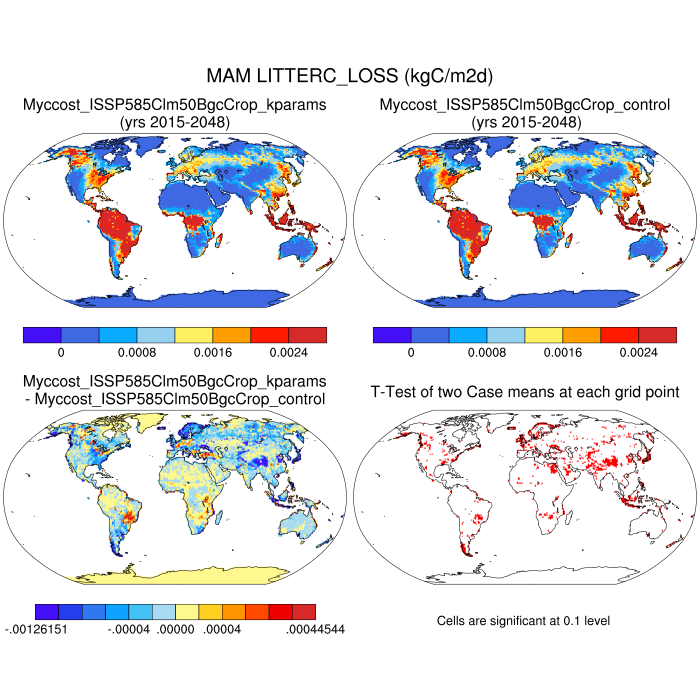 MAM LITTERC_LOSS (kgC/m2d)
Myccost_ISSP585Clm50BgcCrop_kparams
(yrs 2015-2048)
Myccost_ISSP585Clm50BgcCrop_control
(yrs 2015-2048)
0 0.0008 0.0016 0.0024
0 0.0008 0.0016 0.0024
Myccost_ISSP585Clm50BgcCrop_kparams
- Myccost_ISSP585Clm50BgcCrop_control
T-Test of two Case means at each grid point
-.00126151 -.00004 .00000 .00004 .00044544
Cells are significant at 0.1 level